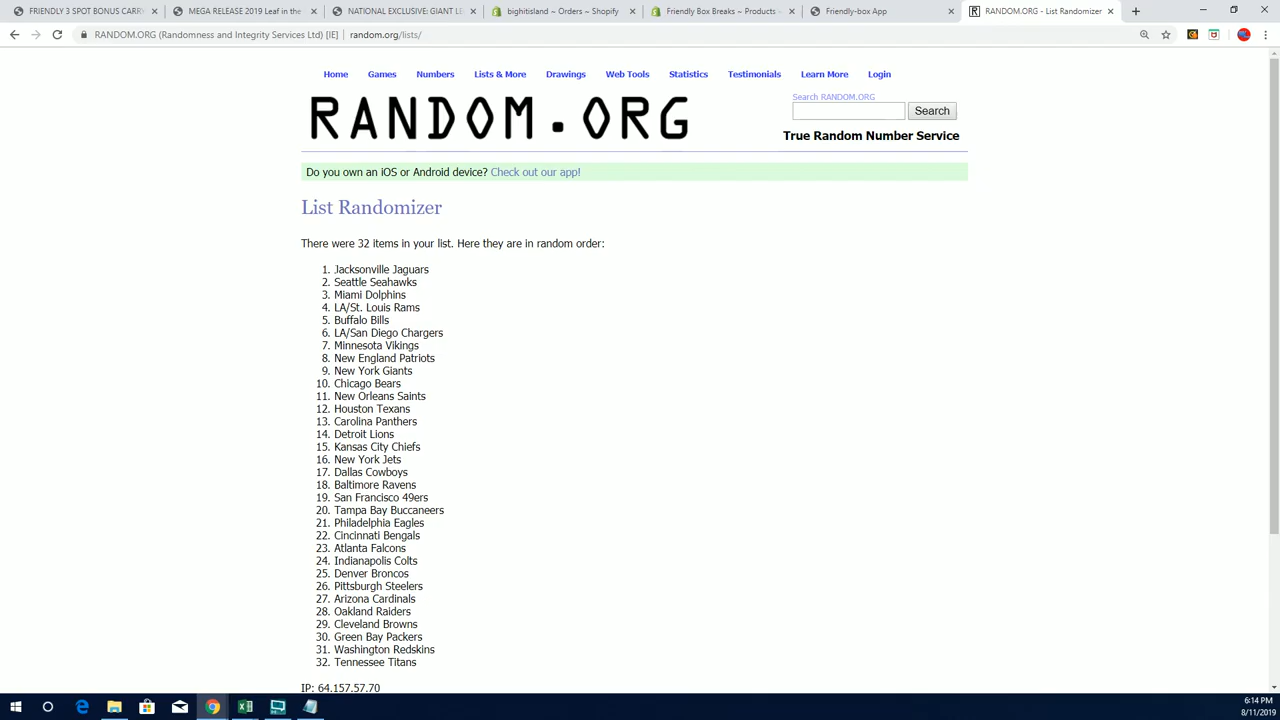 FRIENDLY 3 SPOT BONUS CARRY
MEGA RELEASE 2019 Leaf in the
NATIONAL EXCLUSIVE: GIANT LE
bighitisland ~ Orders ~ Shopify
Friendly Box Breaks ~ Products ~
Friendly-box App
RANDOM.ORG - List Randomizer
RANDOM.ORG (Randomness and Integrity Services Ltd) [IE] | random.org/lists/
Home Games Numbers Lists & More Drawings Web Tools Statistics Testimonials Learn More Login
RANDOM.ORG
Search RANDOM.ORG
Search
True Random Number Service
Do you own an iOS or Android device? Check out our app!
List Randomizer
There were 32 items in your list. Here they are in random order:
1. Jacksonville Jaguars
2. Seattle Seahawks
3. Miami Dolphins
4. LA/St. Louis Rams
5. Buffalo Bills
6. LA/San Diego Chargers
7. Minnesota Vikings
8. New England Patriots
9. New York Giants
10. Chicago Bears
11. New Orleans Saints
12. Houston Texans
13. Carolina Panthers
14. Detroit Lions
15. Kansas City Chiefs
16. New York Jets
17. Dallas Cowboys
18. Baltimore Ravens
19. San Francisco 49ers
20. Tampa Bay Buccaneers
21. Philadelphia Eagles
22. Cincinnati Bengals
23. Atlanta Falcons
24. Indianapolis Colts
25. Denver Broncos
26. Pittsburgh Steelers
27. Arizona Cardinals
28. Oakland Raiders
29. Cleveland Browns
30. Green Bay Packers
31. Washington Redskins
32. Tennessee Titans
IP: 64.157.57.70
6:14 PM
8/11/2019